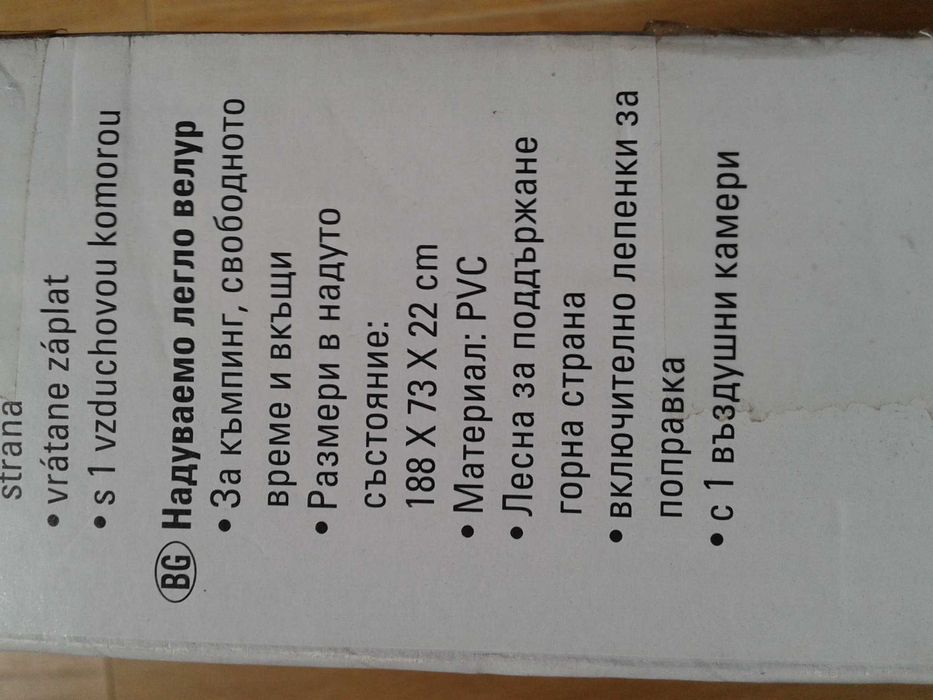 strana
• vrátane záplat
• s 1 vzduchovou komorou
BG Надуваемо легло велур
• За къмпинг, свободното
време и вкъщи
• Размери в надуто
състояние:
188 X 73 X 22 cm
• Материал: PVC
• Лесна за поддържане
горна страна
• включително лепенки за
поправка
• с 1 въздушни камери